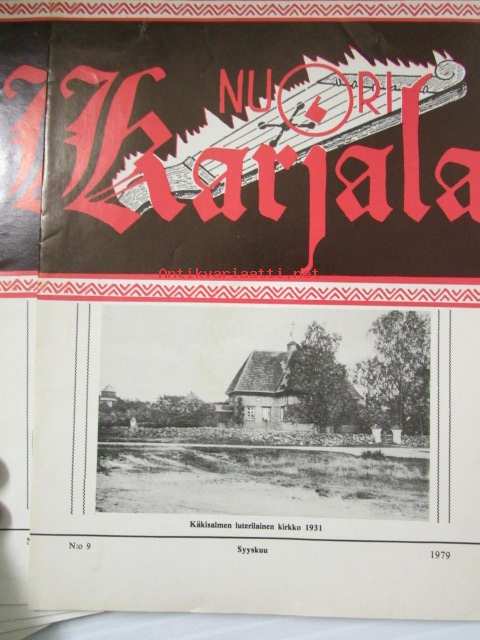 NUORI
Karjala
Antikvariaatti.net
Käkisalmen luterilainen kirkko 1931
N:o 9
Syyskuu
1979